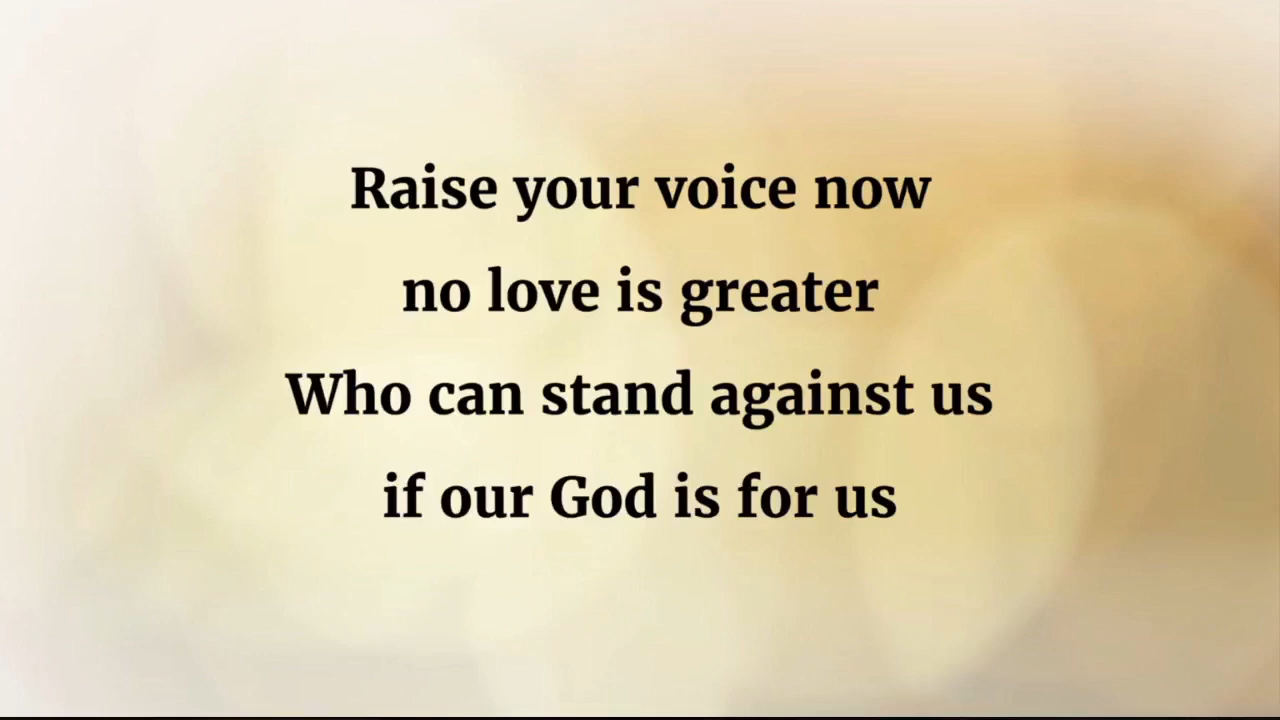 Raise your voice now
no love is greater
Who can stand against us
if our God is for us